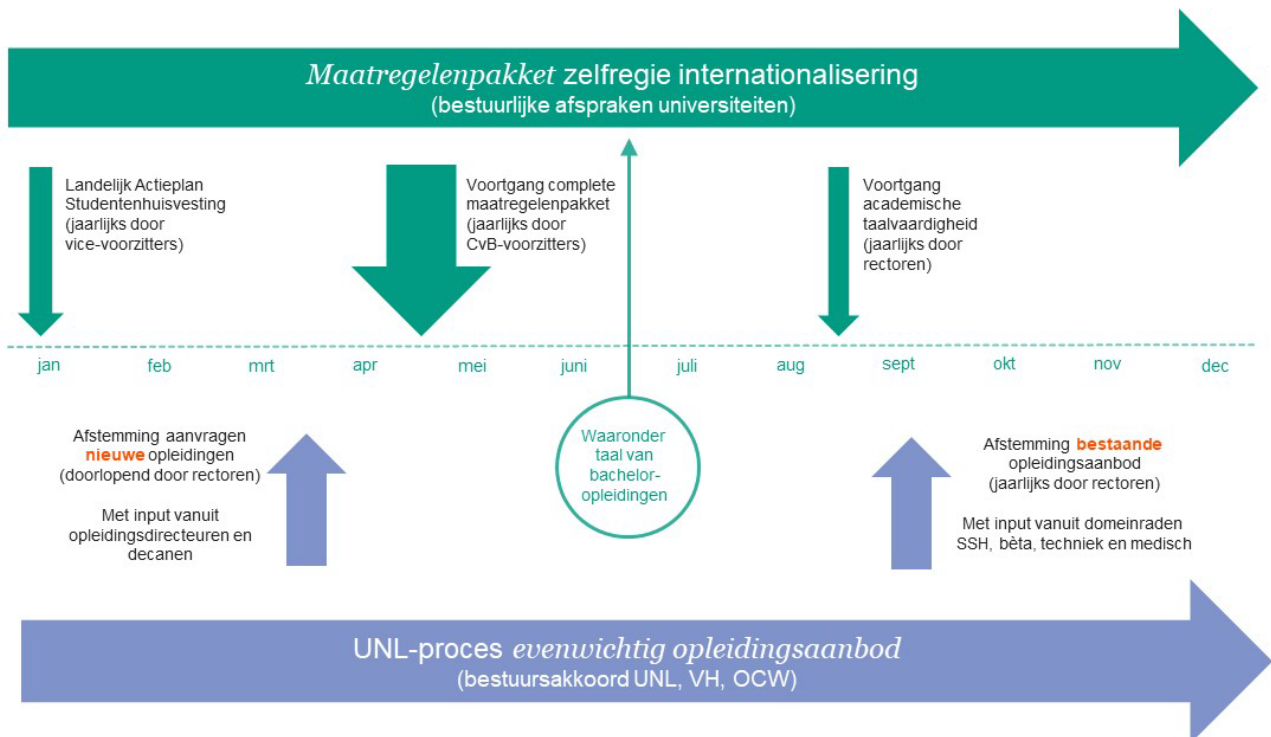 Maatregelenpakket zelfregie internationalisering
(bestuurlijke afspraken universiteiten)
Landelijk Actieplan
Studentenhuisvesting
(jaarlijks door
vice-voorzitters)
Voortgang complete
maatregelenpakket
(jaarlijks door
CvB-voorzitters)
Voortgang
academische
taalvaardigheid
(jaarlijks door
rectoren)
jan feb mrt apr mei juni juli aug sept okt nov dec
Afstemming aanvragen
nieuwe opleidingen
(doorlopend door rectoren)
Met input vanuit
opleidingsdirecteuren en
decanen
Waaronder
taal van
bachelor-
opleidingen
Afstemming bestaande
opleidingsaanbod
(jaarlijks door rectoren)
Met input vanuit domeinraden
SSH, bèta, techniek en medisch
UNL-proces evenwichtig opleidingsaanbod
(bestuursakkoord UNL, VH, OCW)